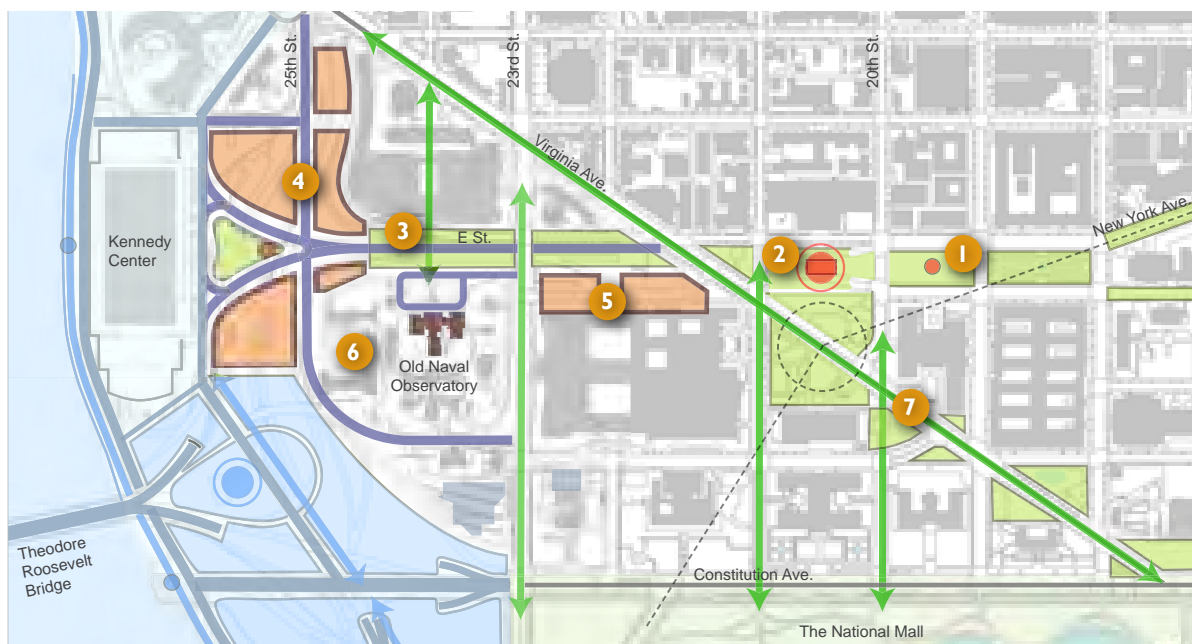 25th St.
23rd St.
20th St.
Virginia Ave.
New York Ave.
4
3
E St.
2
1
Kennedy
Center
5
6
Old Naval
Observatory
7
Theodore
Roosevelt
Bridge
Constitution Ave.
The National Mall